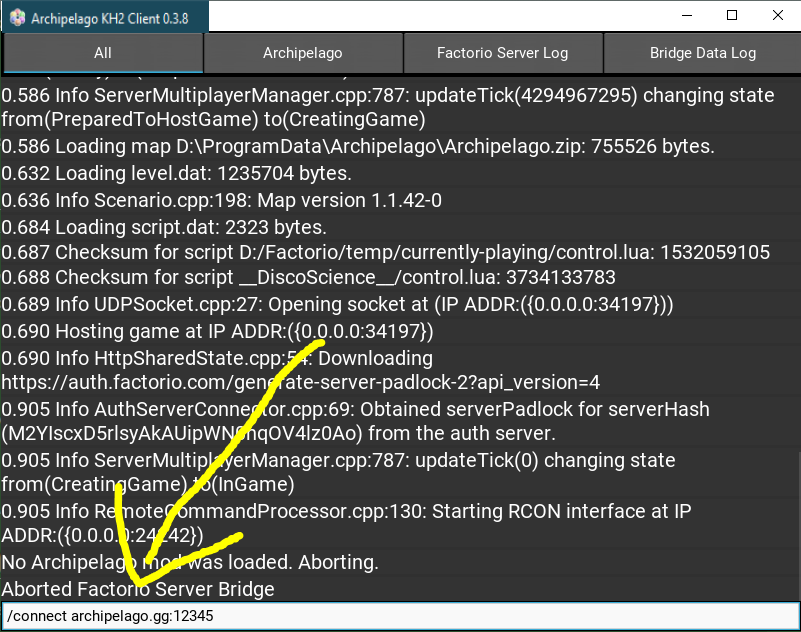 Archipelago KH2 Client 0.3.8
All Archipelago Factorio Server Log Bridge Data Log
0.586 Info ServerMultiplayerManager.cpp:787: updateTick(4294967295) changing state
from(PreparedToHostGame) to(CreatingGame)
0.586 Loading map D:\ProgramData\Archipelago\Archipelago.zip: 755526 bytes.
0.632 Loading level.dat: 1235704 bytes.
0.636 Info Scenario.cpp:198: Map version 1.1.42-0
0.684 Loading script.dat: 2323 bytes.
0.687 Checksum for script D:/Factorio/temp/currently-playing/control.lua: 1532059105
0.688 Checksum for script __DiscoScience__/control.lua: 3734133783
0.689 Info UDPSocket.cpp:27: Opening socket at (IP ADDR:({0.0.0.0:34197}))
0.690 Hosting game at IP ADDR:({0.0.0.0:34197})
0.690 Info HttpSharedState.cpp:54: Downloading
https://auth.factorio.com/generate-server-padlock-2?api_version=4
0.905 Info AuthServerConnector.cpp:69: Obtained serverPadlock for serverHash
from the auth server.
0.905 Info ServerMultiplayerManager.cpp:787: updateTick(0) changing state
from(CreatingGame) to(InGame)
0.905 Info RemoteCommandProcessor.cpp:130: Starting RCON interface at IP
ADDR:({0.0.0.0:24242})
No Archipelago mod was loaded. Aborting.
Aborted Factorio Server Bridge
/connect archipelago.gg:12345